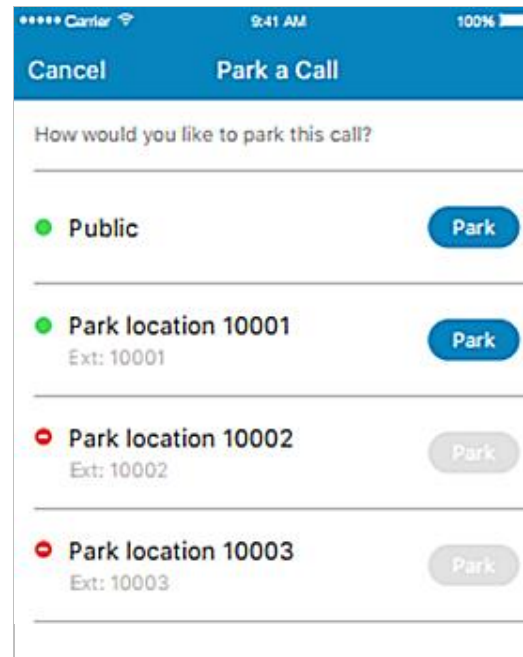 Carrier 9:41 AM 100%
Cancel Park a Call
How would you like to park this call?
Public Park
Park location 10001 Park
Ext: 10001
Park location 10002 Park
Ext: 10002
Park location 10003 Park
Ext: 10003